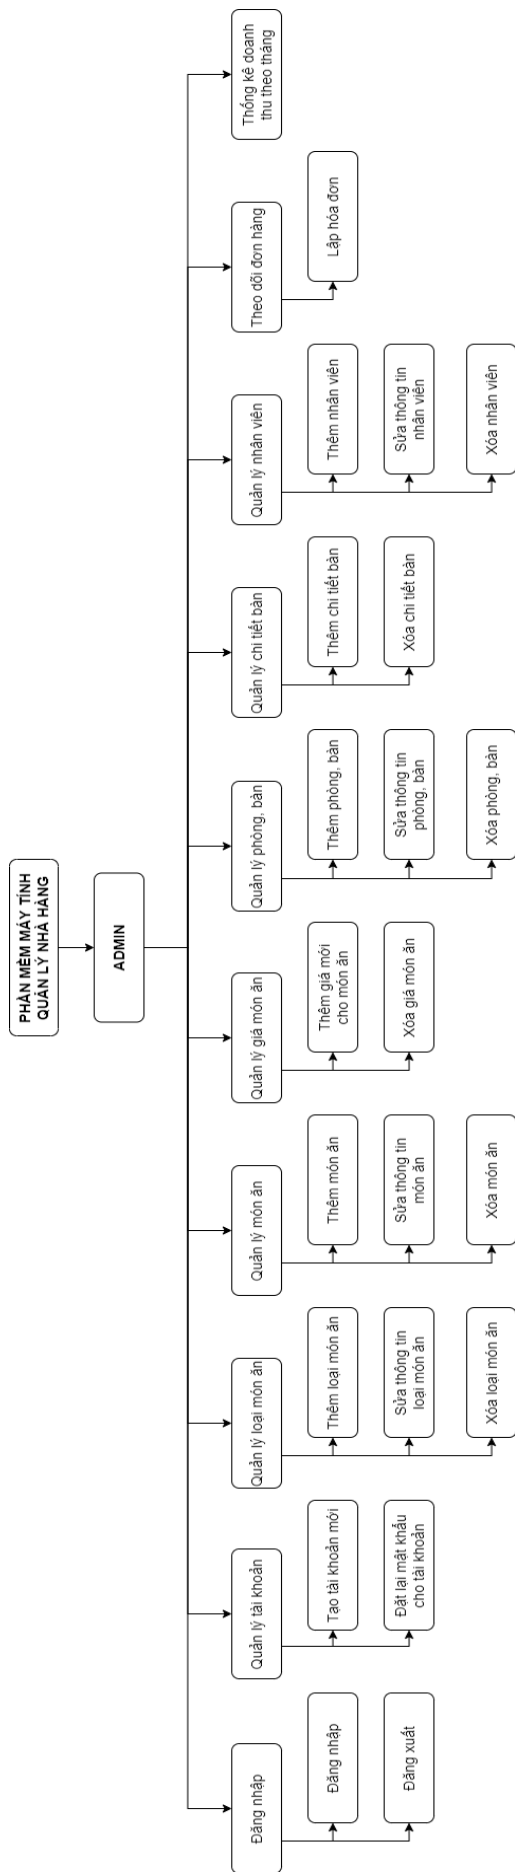 PHẦN MỀM MÁY TÍNH
QUẢN LÝ NHÀ HÀNG
ADMIN
Đăng nhập
Đăng nhập
Đăng xuất
Quản lý tài khoản
Tạo tài khoản mới
Đặt lại mật khẩu
cho tài khoản
Quản lý loại món ăn
Thêm loại món ăn
Sửa thông tin
loại món ăn
Xóa loại món ăn
Quản lý món ăn
Thêm món ăn
Sửa thông tin
món ăn
Xóa món ăn
Quản lý giá món ăn
Thêm giá mới
cho món ăn
Xóa giá món ăn
Quản lý phòng, bàn
Thêm phòng, bàn
Sửa thông tin
phòng, bàn
Xóa phòng, bàn
Quản lý chi tiết bàn
Thêm chi tiết bàn
Xóa chi tiết bàn
Quản lý nhân viên
Thêm nhân viên
Sửa thông tin
nhân viên
Xóa nhân viên
Theo dõi đơn hàng
Lập hóa đơn
Thống kê doanh
thu theo tháng